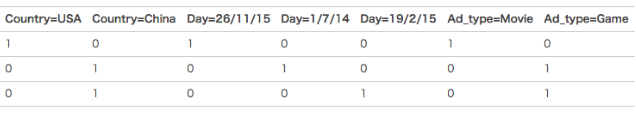 Country=USA Country=China Day=26/11/15 Day=1/7/14 Day=19/2/15 Ad_type=Movie Ad_type=Game
1 0 1 0 0 1 0
0 1 0 1 0 0 1
0 1 0 0 1 0 1